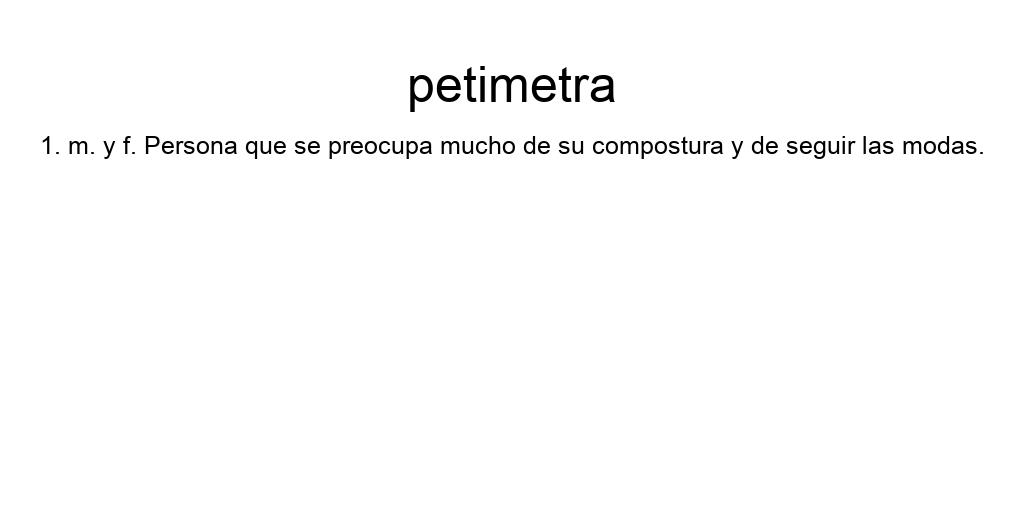 petimetra
1. m. y f. Persona que se preocupa mucho de su compostura y de seguir las modas.